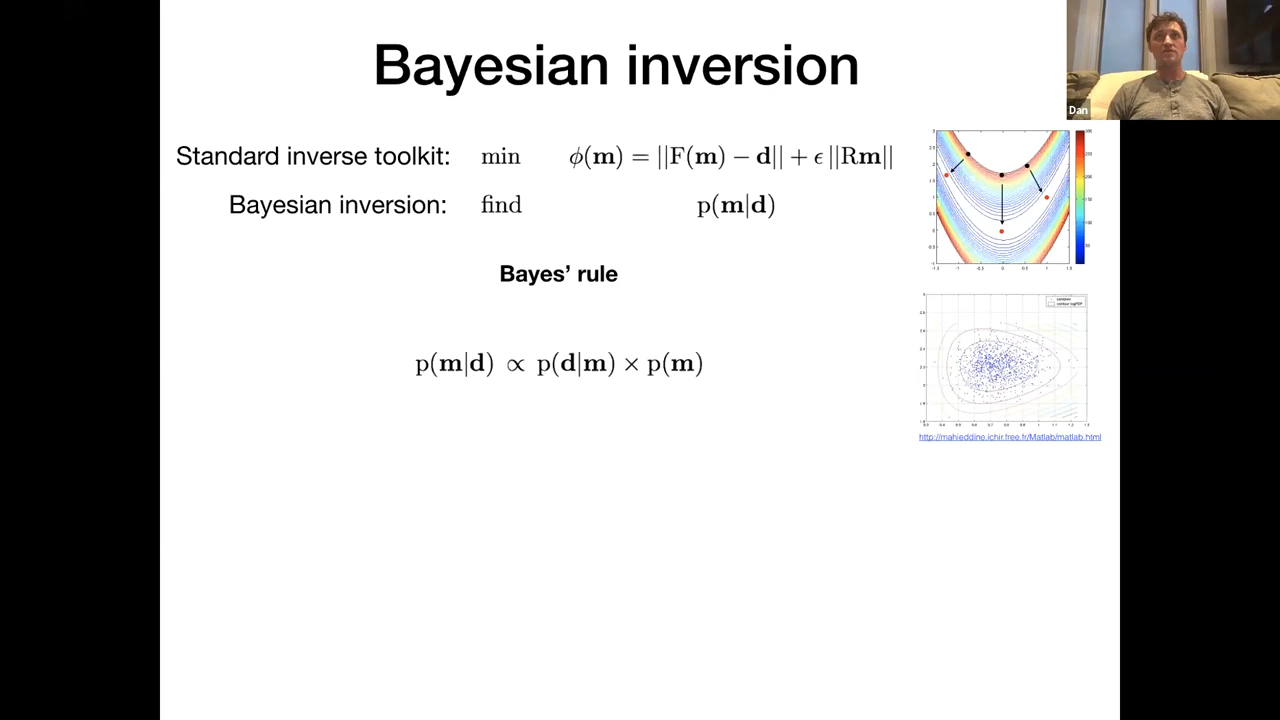 Bayesian inversion
Dan
Standard inverse toolkit: min ϕ(m) = ||F(m) − d|| + ϵ ||Rm||
Bayesian inversion: find p(m|d)
Bayes’ rule
p(m|d) ∝ p(d|m) × p(m)
http://mahieddine.ichir.free.fr/Matlab/matlab.html